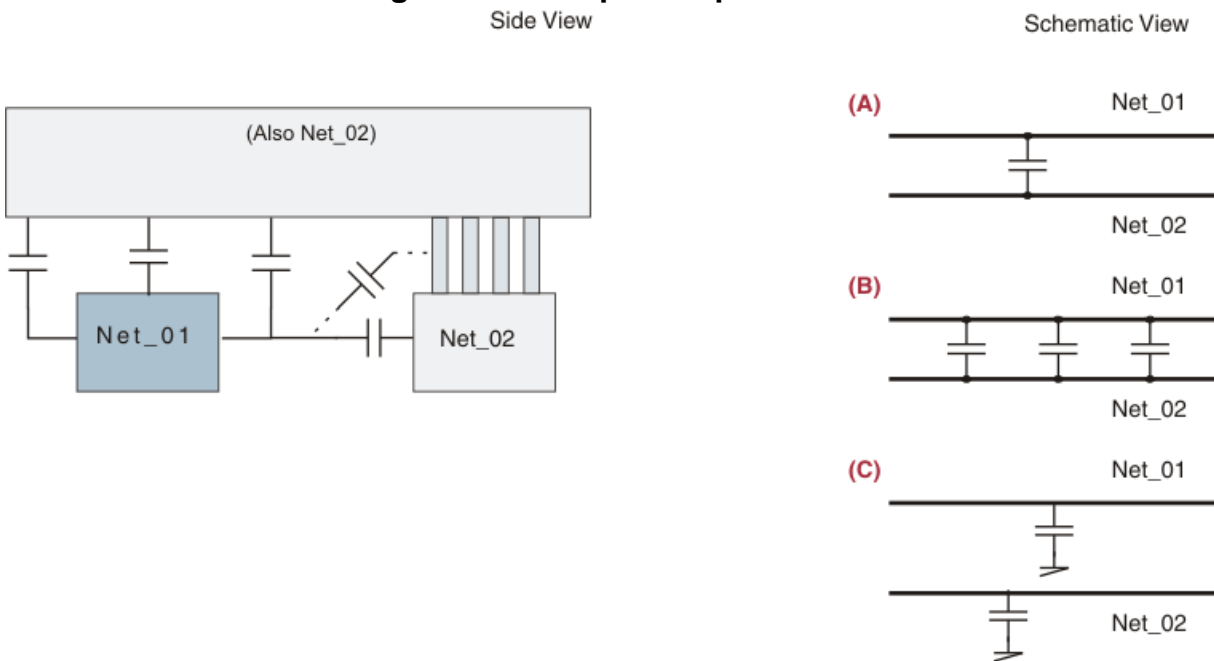 Side View
Schematic View
(Also Net_02)
Net_01
Net_02
(A)
Net_01
Net_02
(B)
Net_01
Net_02
(C)
Net_01
Net_02